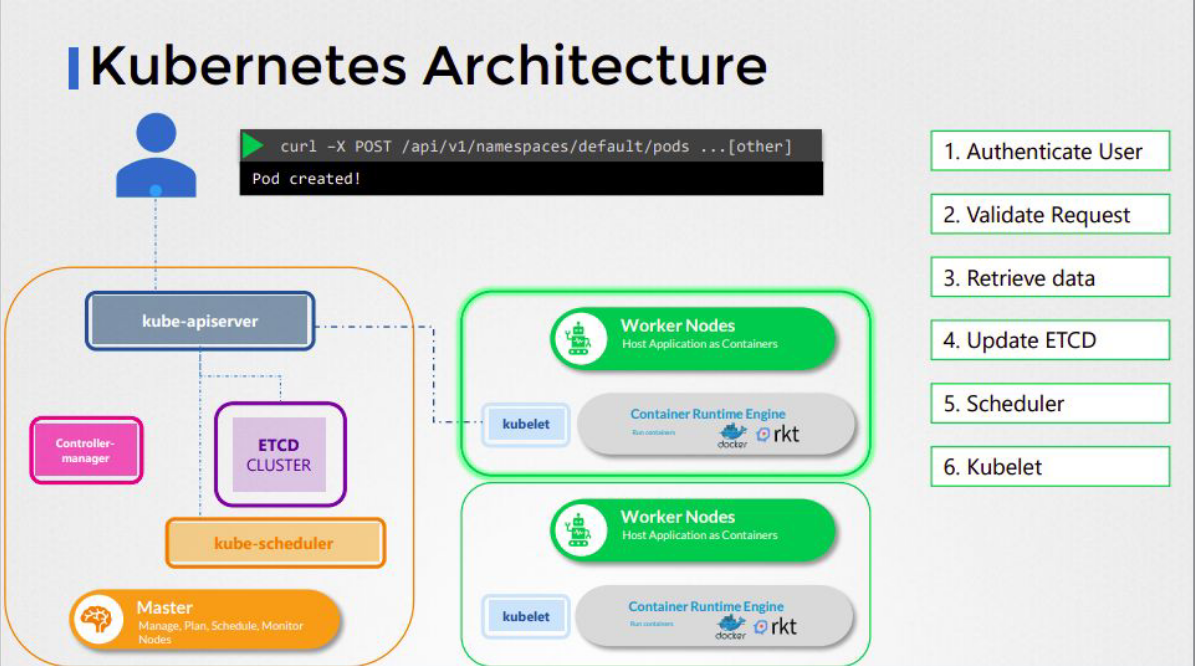 Kubernetes Architecture
curl –X POST /api/v1/namespaces/default/pods ...[other]
Pod created!
1. Authenticate User
2. Validate Request
3. Retrieve data
4. Update ETCD
5. Scheduler
6. Kubelet
kube-apiserver
Controller-
manager
ETCD
CLUSTER
kube-scheduler
Master
Manage, Plan, Schedule, Monitor
Nodes
Worker Nodes
Host Application as Containers
kubelet
Container Runtime Engine
Run containers
docker
rkt
Worker Nodes
Host Application as Containers
kubelet
Container Runtime Engine
Run containers
docker
rkt